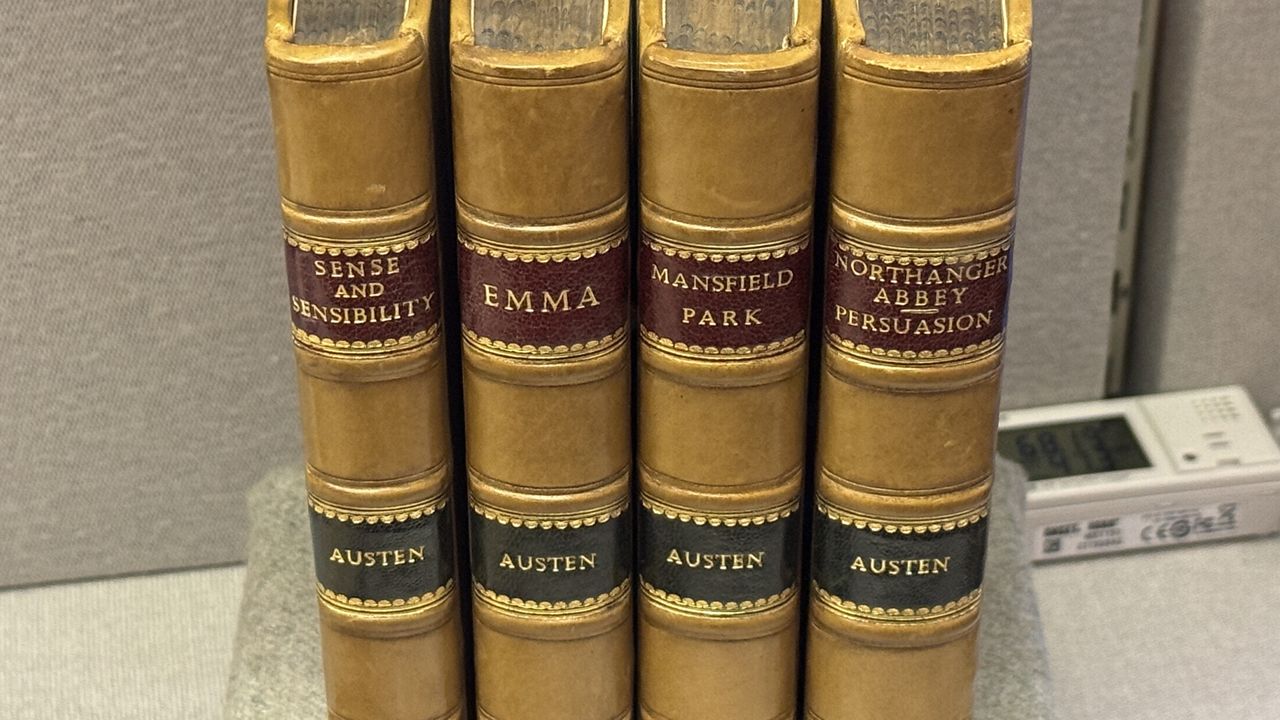 SENSE
AND
SENSIBILITY
AUSTEN
EMMA
AUSTEN
MANSFIELD
PARK
AUSTEN
NORTHANGER
ABBEY
PERSUASION
AUSTEN